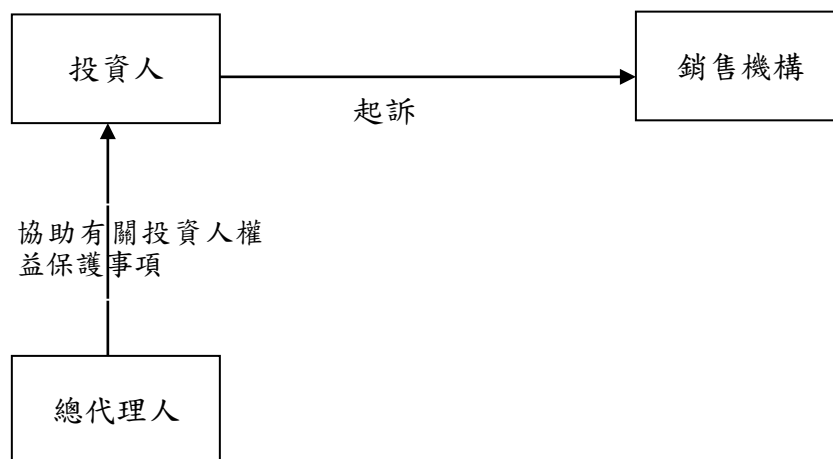 投資人
銷售機構
起訴
協助有關投資人權
益保護事項
總代理人